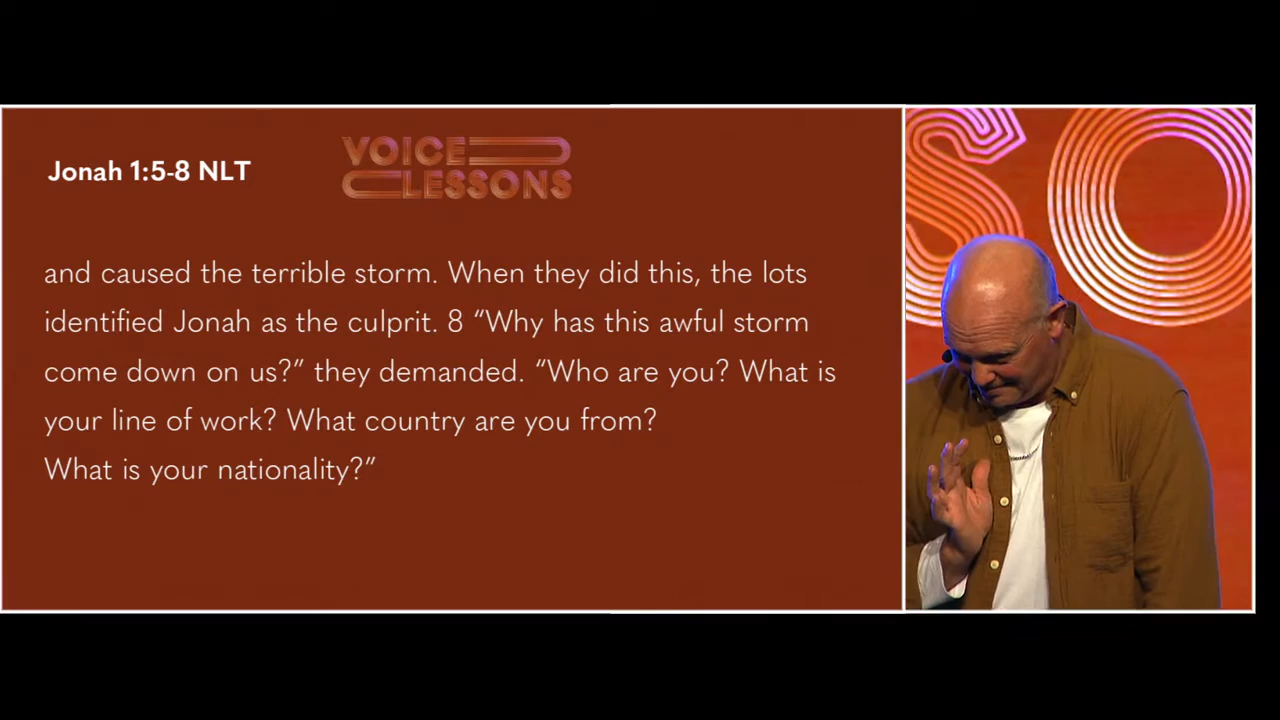 Jonah 1:5-8 NLT
VOICE
LESSONS
and caused the terrible storm. When they did this, the lots
identified Jonah as the culprit. 8 “Why has this awful storm
come down on us?” they demanded. “Who are you? What is
your line of work? What country are you from?
What is your nationality?”
SO